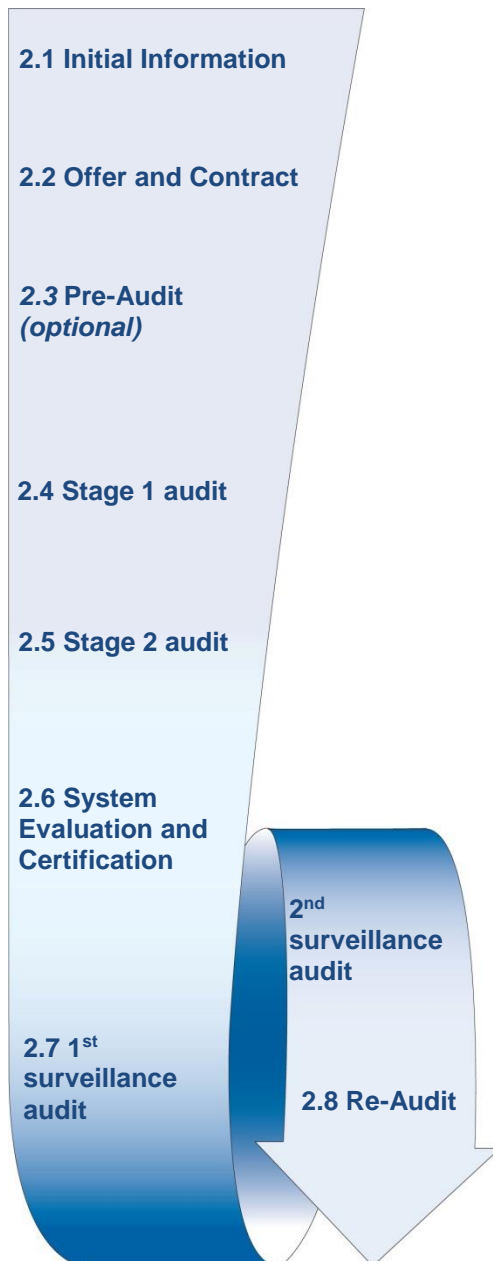 2.1 Initial Information
2.2 Offer and Contract
2.3 Pre-Audit
(optional)
2.4 Stage 1 audit
2.5 Stage 2 audit
2.6 System
Evaluation and
Certification
2.7 1st
surveillance
audit
2nd
surveillance
audit
2.8 Re-Audit